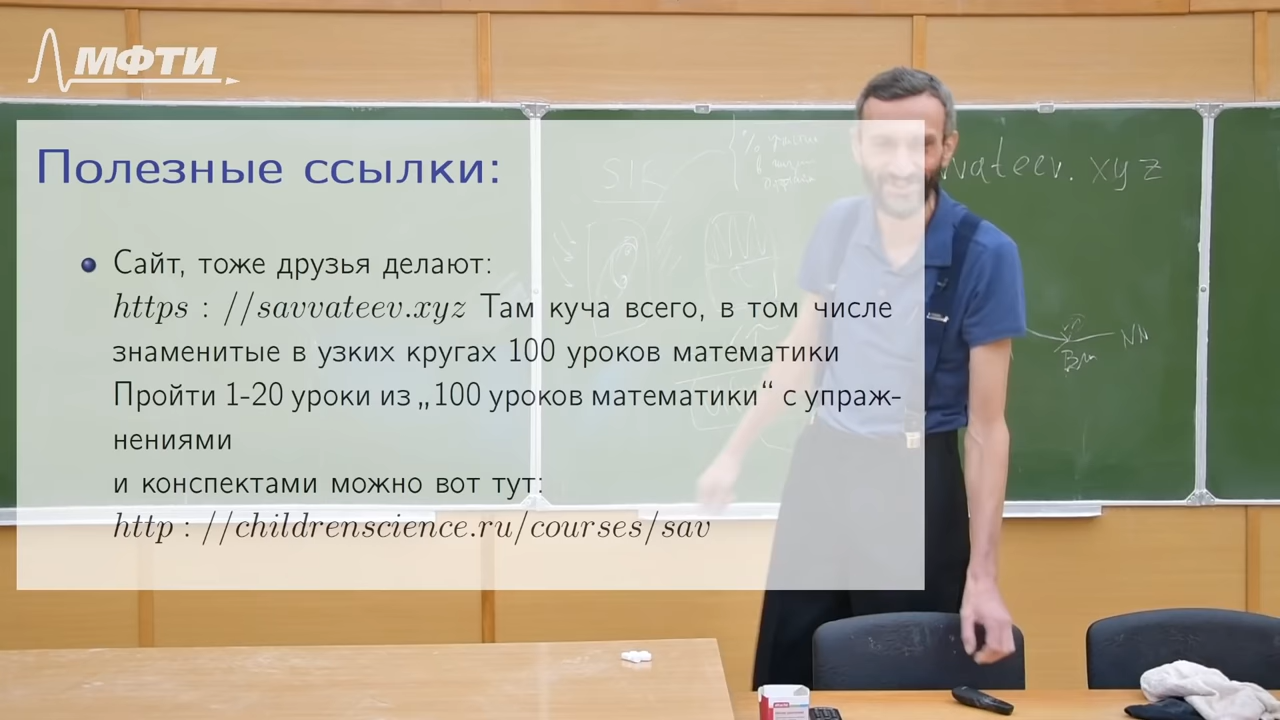 МФТИ
Полезные ссылки:
Сайт, тоже друзья делают:
https : //savvateev.xyz Там куча всего, в том числе
знаменитые в узких кругах 100 уроков математики
Пройти 1-20 уроки из „100 уроков математики“ с упраж-
нениями
и конспектами можно вот тут:
http : //childrenscience.ru/courses/sav
vateev.xyz
SIR
NN